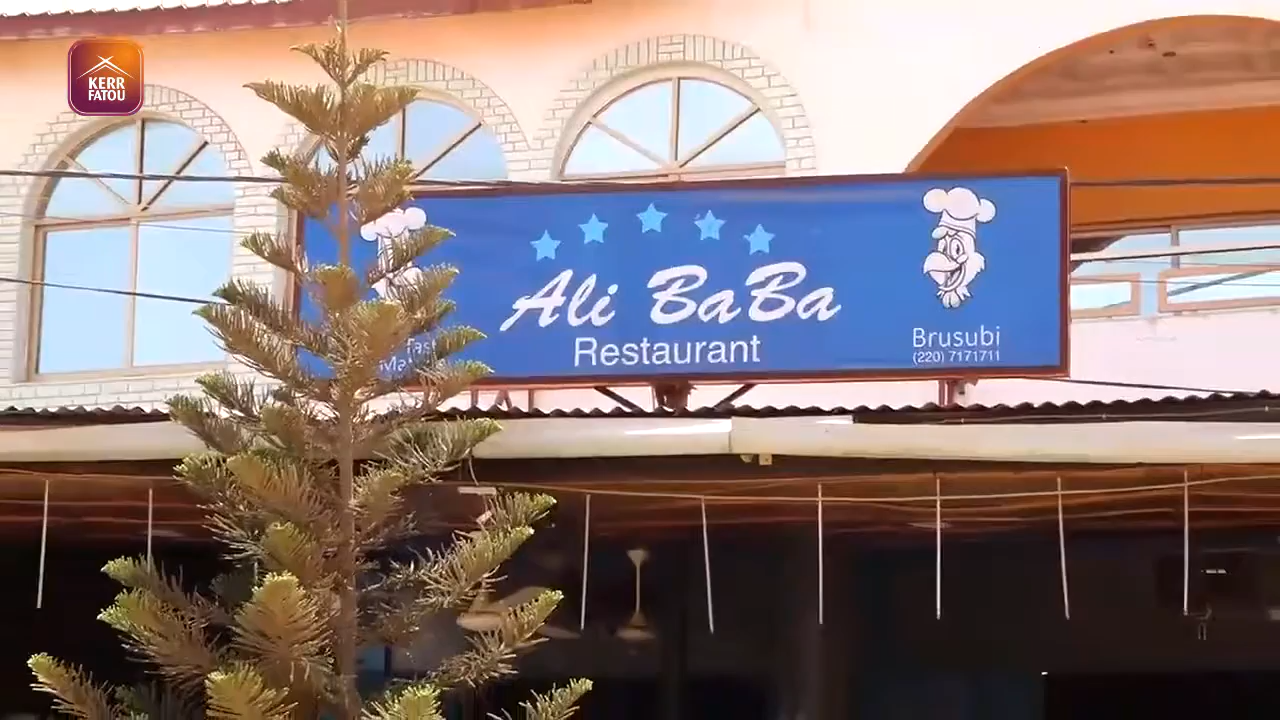 KERR
FATOU
Ali BaBa
Restaurant
Brusubi
(220) 7171711